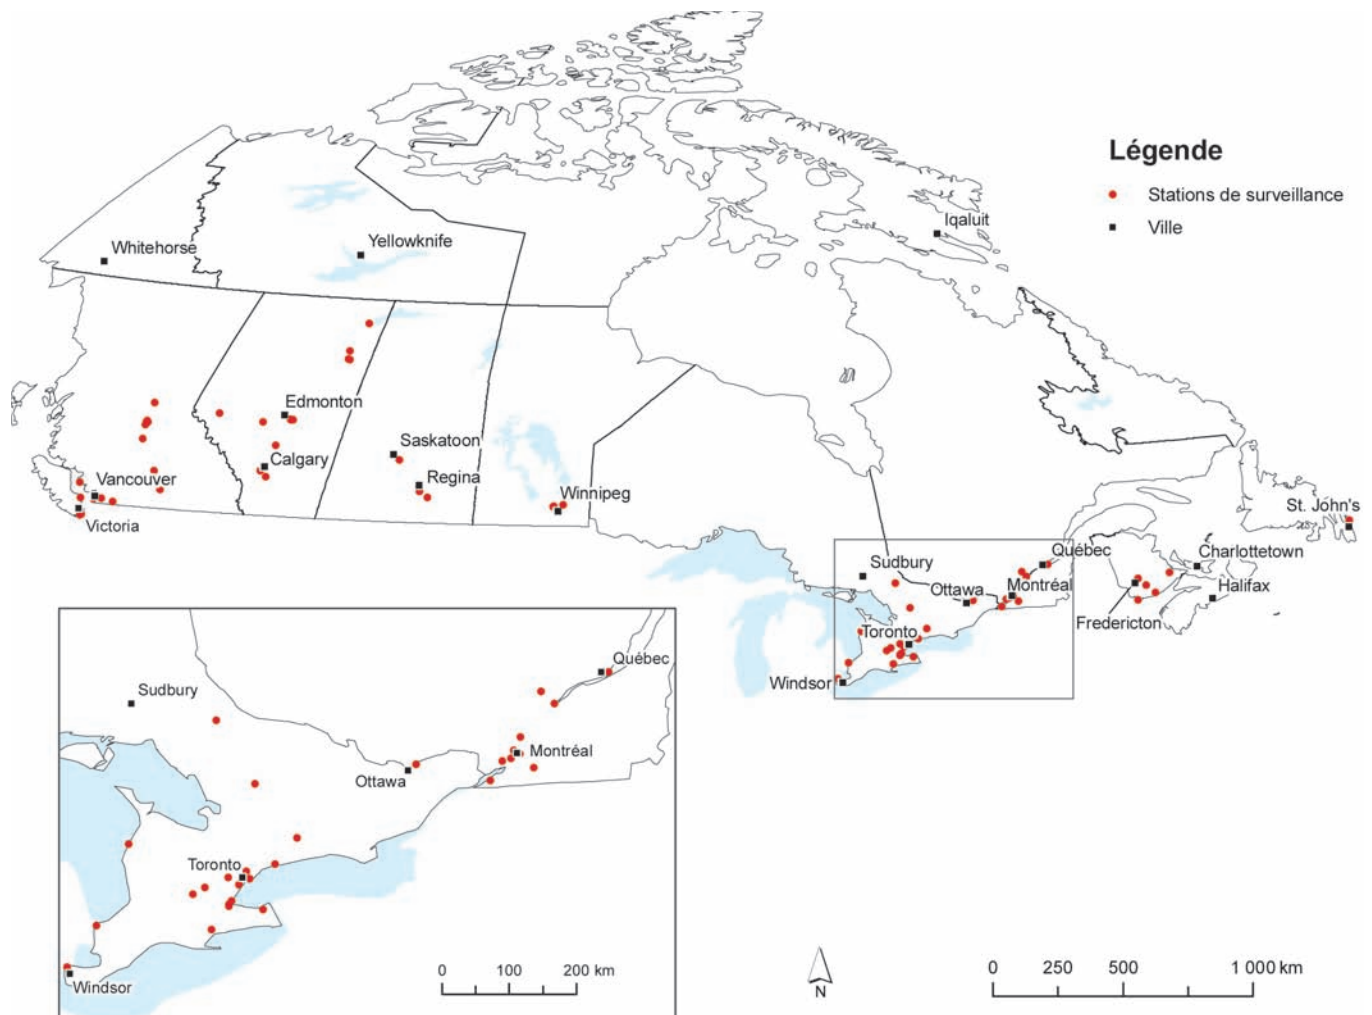 Légende
Stations de surveillance
Ville
Iqaluit
Whitehorse
Yellowknife
Edmonton
Saskatoon
Calgary
Vancouver
Regina
Winnipeg
Victoria
St. John's
Québec
Charlottetown
Sudbury
Ottawa
Montréal
Halifax
Fredericton
Toronto
Windsor
Québec
Sudbury
Montréal
Ottawa
Toronto
Windsor
0 100 200 km
N
0 250 500 1 000 km